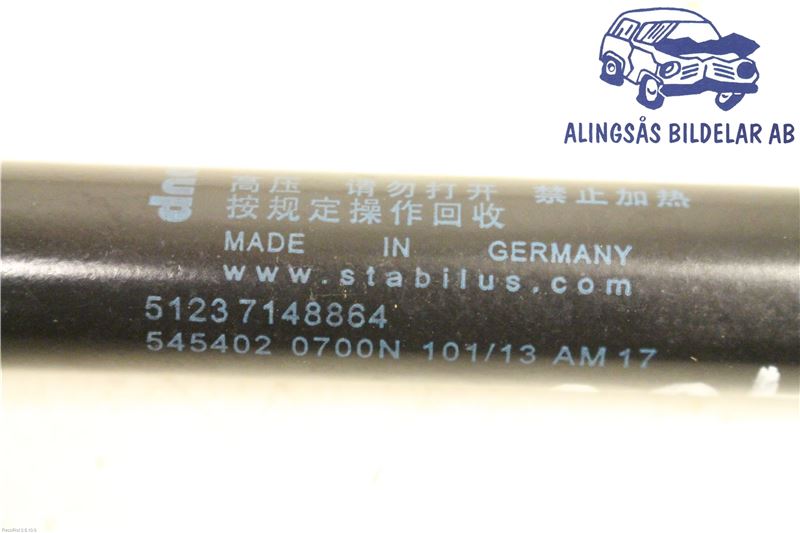 ALINGSÅS BILDELAR AB
高压 请勿打开 禁止加热
按规定操作回收
MADE IN GERMANY
www.stabilus.com
51237148864
545402 0700N 101/13 AM 17